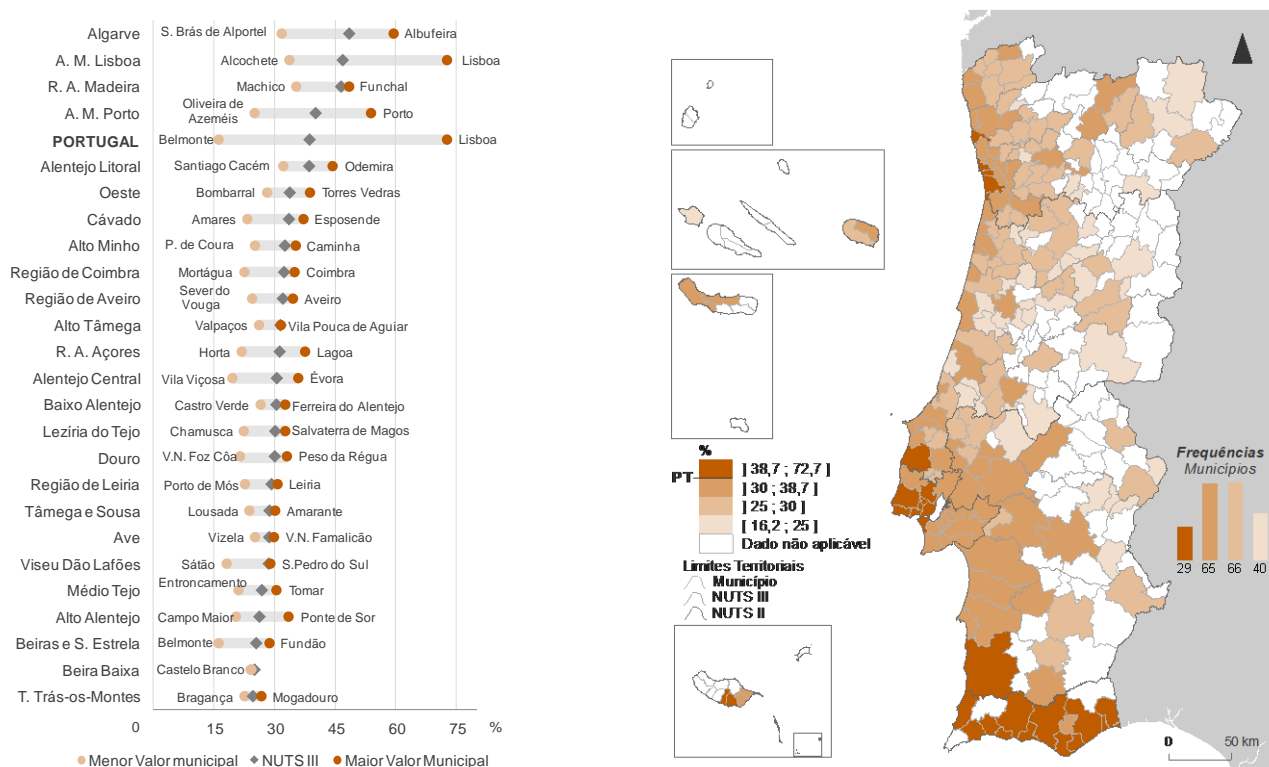 Algarve S. Brás de Alportel Albufeira
A. M. Lisboa Alcochete Lisboa
R. A. Madeira Machico Funchal
A. M. Porto Oliveira de Azeméis Porto
PORTUGAL Belmonte Lisboa
Alentejo Litoral Santiago Cacém Odemira
Oeste Bombarral Torres Vedras
Cávado Amares Esposende
Alto Minho P. de Coura Caminha
Região de Coimbra Mortágua Coimbra
Região de Aveiro Sever do Vouga Aveiro
Alto Tâmega Valpaços Vila Pouca de Aguiar
R. A. Açores Horta Lagoa
Alentejo Central Vila Viçosa Évora
Baixo Alentejo Castro Verde Ferreira do Alentejo
Lezíria do Tejo Chamusca Salvaterra de Magos
Douro V.N. Foz Côa Peso da Régua
Região de Leiria Porto de Mós Leiria
Tâmega e Sousa Lousada Amarante
Ave Vizela V.N. Famalicão
Viseu Dão Lafões Sátão S.Pedro do Sul
Médio Tejo Entroncamento Tomar
Alto Alentejo Campo Maior Ponte de Sor
Beiras e S. Estrela Belmonte Fundão
Beira Baixa Castelo Branco
T. Trás-os-Montes Bragança Mogadouro
0 15 30 45 60 75 %
Menor Valor municipal NUTS III Maior Valor Municipal
%
] 38,7 ; 72,7 ]
PT
] 30 ; 38,7 ]
] 25 ; 30 ]
[ 16,2 ; 25 ]
Dado não aplicável
Limites Territoriais
Município
NUTS III
NUTS II
Frequências
Municípios
29 65 66 40
0 50 km